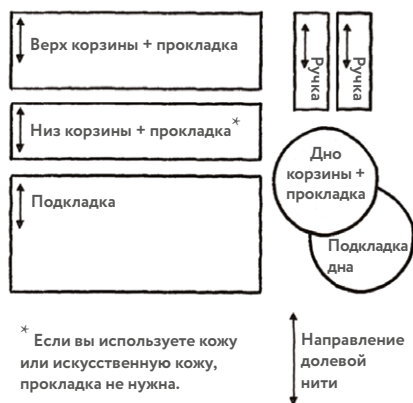 Верх корзины + прокладка
Ручка
Ручка
Низ корзины + прокладка*
Дно
корзины +
прокладка
Подкладка
Подкладка
дна
* Если вы используете кожу
или искусственную кожу,
прокладка не нужна.
Направление
долевой
нити